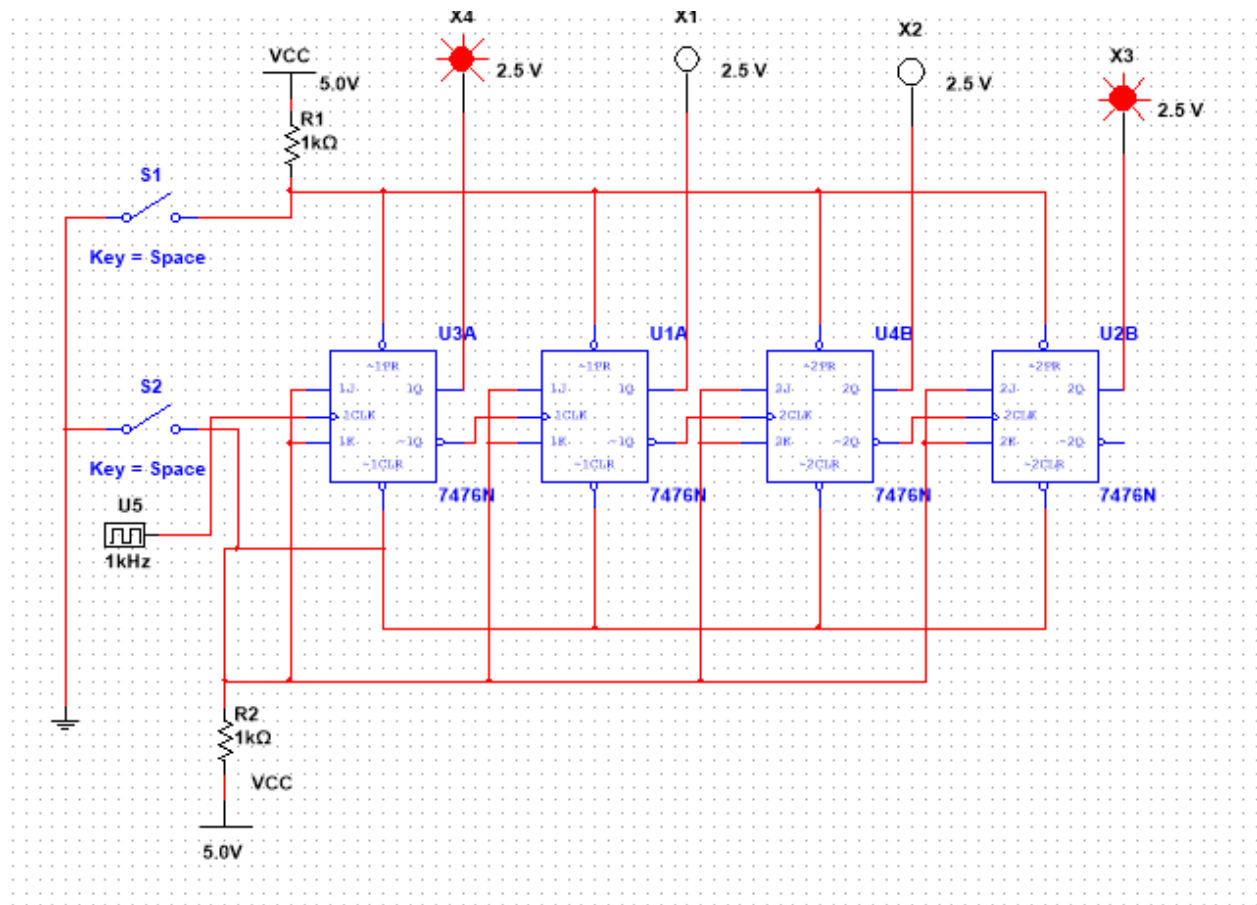 X4
X1
X2
X3
VCC
5.0V
2.5 V
2.5 V
2.5 V
2.5 V
R1
1kΩ
S1
Key = Space
U3A
U1A
U4B
U2B
~1PR
1J
1Q
1CLK
1K
~1Q
~1CLR
7476N
~1PR
1J
1Q
1CLK
1K
~1Q
~1CLR
7476N
~2PR
2J
2Q
2CLK
2K
~2Q
~2CLR
7476N
~2PR
2J
2Q
2CLK
2K
~2Q
~2CLR
7476N
S2
Key = Space
U5
1kHz
R2
1kΩ
VCC
5.0V